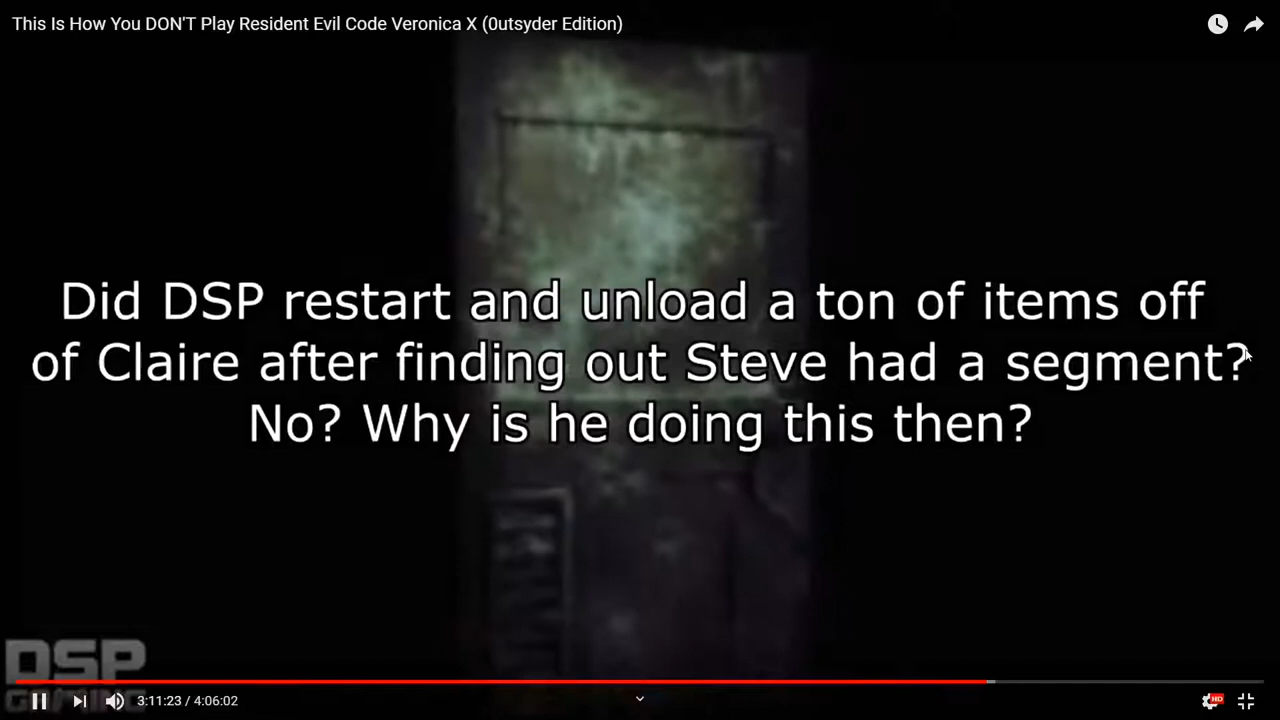 This Is How You DON'T Play Resident Evil Code Veronica X (0utsyder Edition)
Did DSP restart and unload a ton of items off
of Claire after finding out Steve had a segment?
No? Why is he doing this then?
DSP
GAMING
3:11:23 / 4:06:02
HD